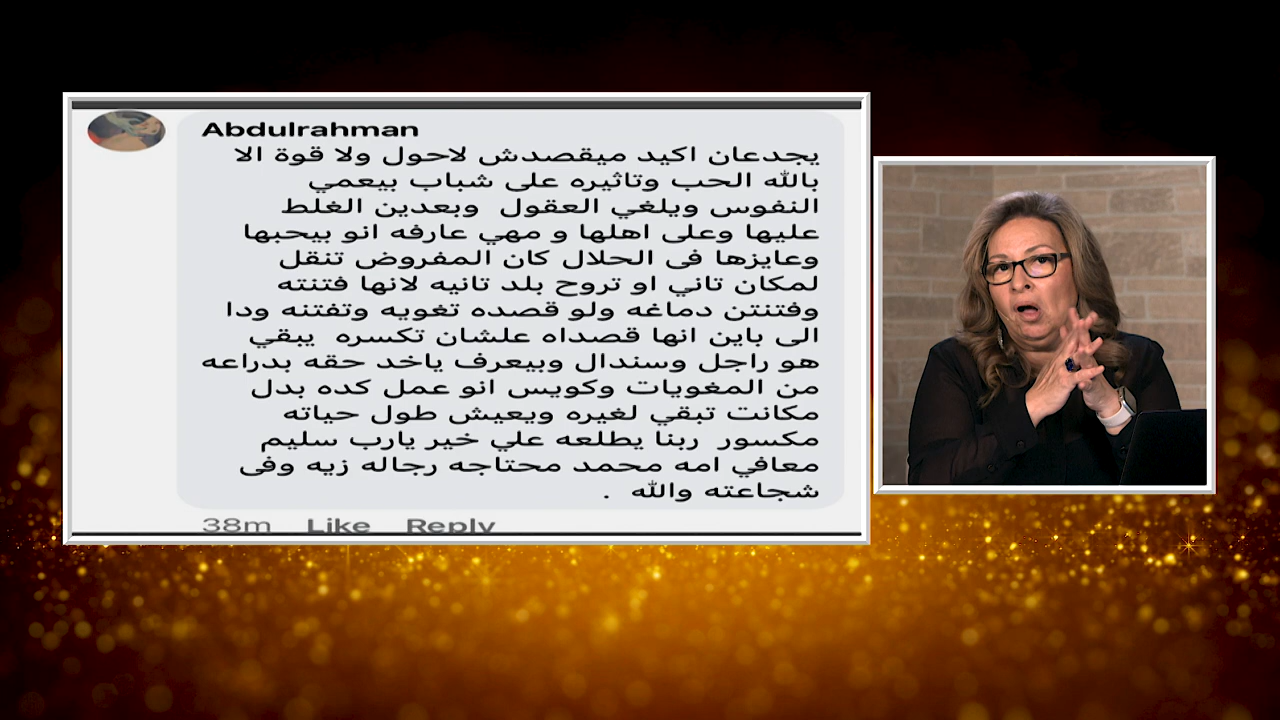 Abdulrahman
يجدعان اكيد ميقصدش لاحول ولا قوة الا
بالله الحب وتاثيره على شباب بيعمي
النفوس ويلغي العقول وبعدين الغلط
عليها وعلى اهلها و مهي عارفه انو بيحبها
وعايزها فى الحلال كان المفروض تنقل
لمكان تاني او تروح بلد تانيه لانها فتنته
وفتنتن دماغه ولو قصده تغويه وتفتنه ودا
الى باين انها قصداه علشان تكسره يبقي
هو راجل وسندال وبيعرف ياخد حقه بدراعه
من المغويات وكويس انو عمل كده بدل
مكانت تبقي لغيره ويعيش طول حياته
مكسور ربنا يطلعه علي خير يارب سليم
معافي امه محمد محتاجه رجاله زيه وفى
شجاعته والله .
38m Like Reply